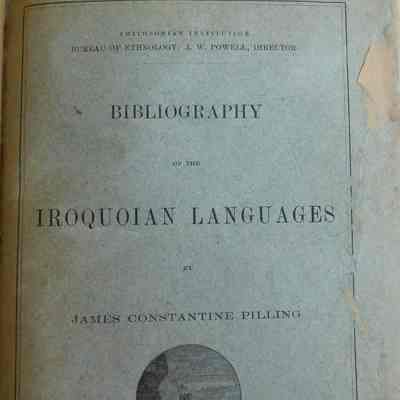 SMITHSONIAN INSTITUTION
BUREAU OF ETHNOLOGY: J. W. POWELL, DIRECTOR
BIBLIOGRAPHY
OF THE
IROQUOIAN LANGUAGES
BY
JAMES CONSTANTINE PILLING